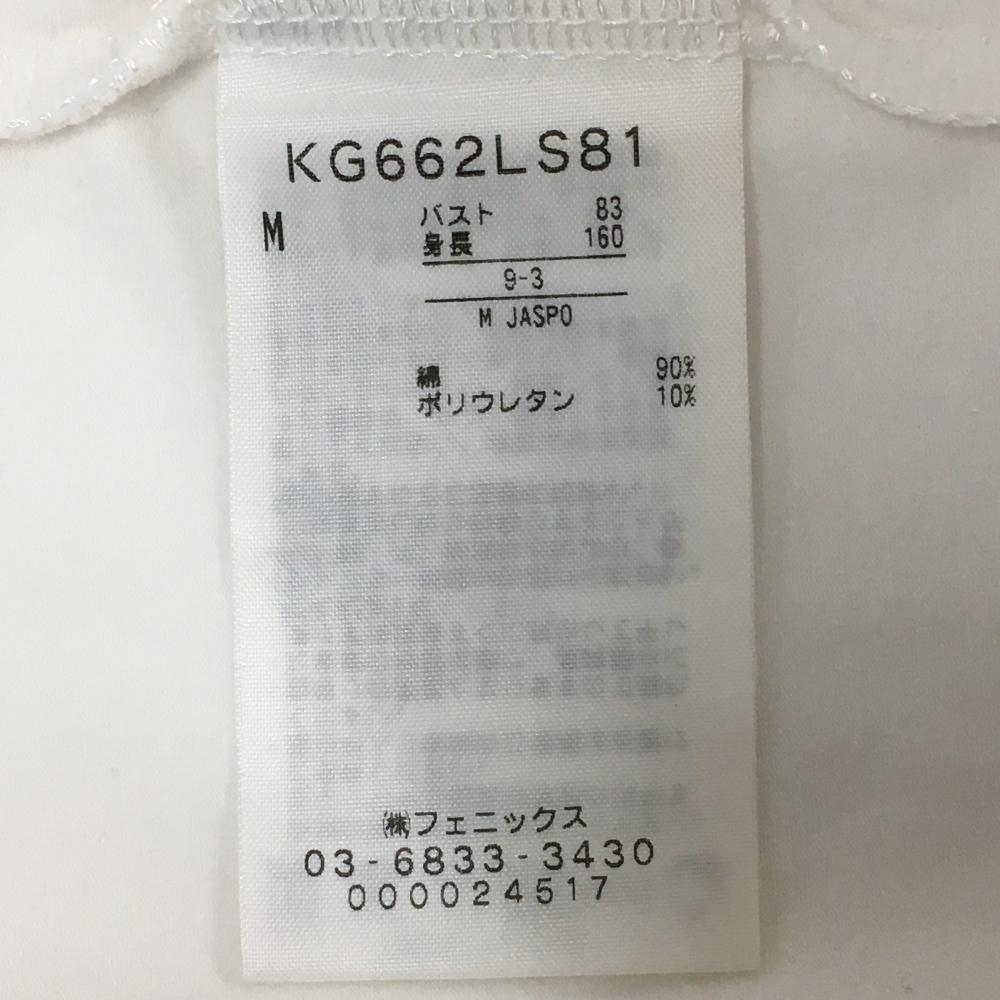 KG662LS81
M バスト 83
身長 160
9-3
M JASPO
綿 90%
ポリウレタン 10%
㈱フェニックス
03-6833-3430
000024517